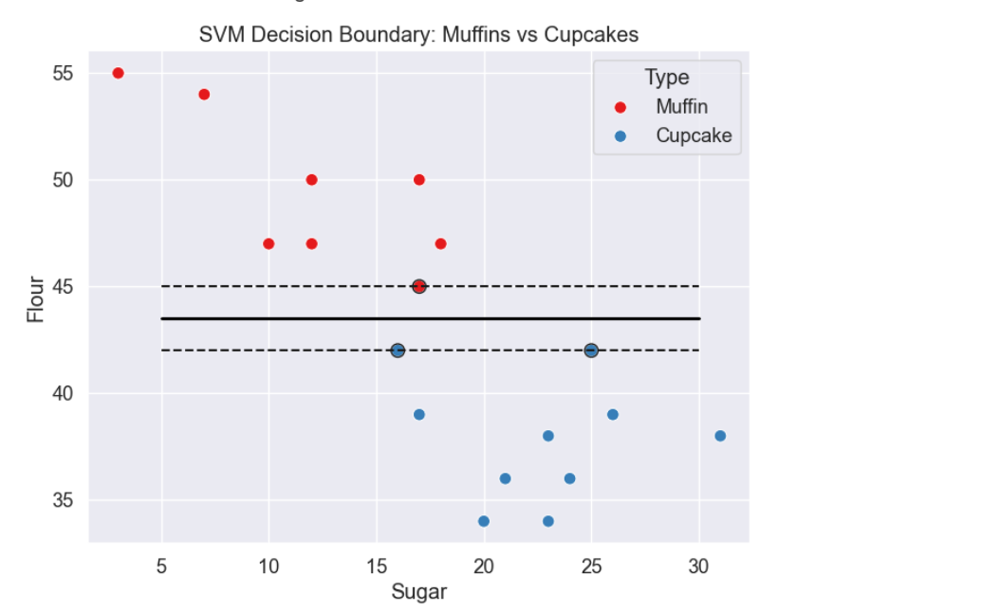 SVM Decision Boundary: Muffins vs Cupcakes
Type
Muffin
Cupcake
55
50
45
40
35
Flour
5 10 15 20 25 30
Sugar